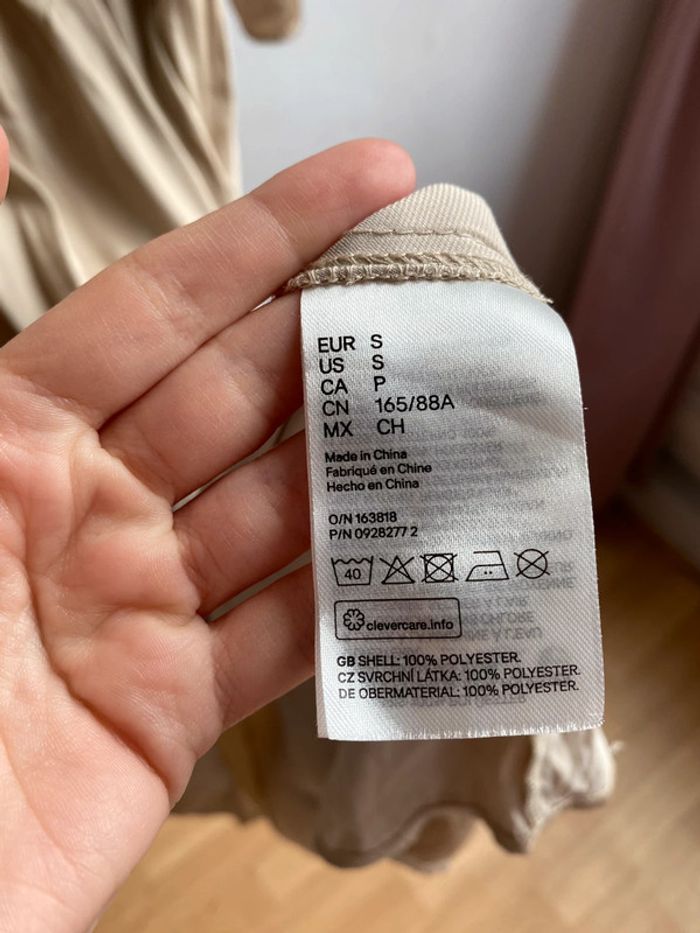 EUR S
US S
CA P
CN 165/88A
MX CH
Made in China
Fabriqué en Chine
Hecho en China
O/N 163818
P/N 0928277 2
40
clevercare.info
GB SHELL: 100% POLYESTER.
CZ SVRCHNÍ LÁTKA: 100% POLYESTER.
DE OBERMATERIAL: 100% POLYESTER.